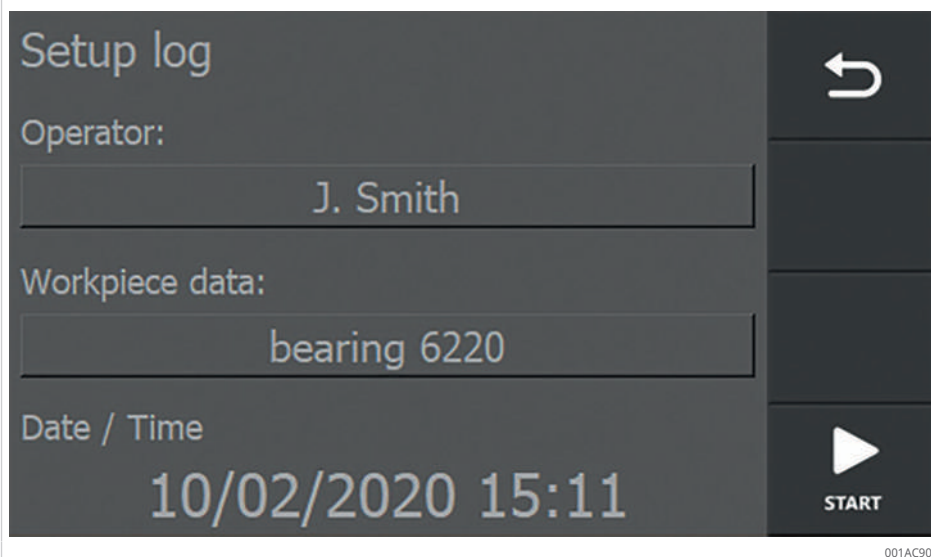 Setup log
Operator:
J. Smith
Workpiece data:
bearing 6220
Date / Time
10/02/2020 15:11
START
001AC90